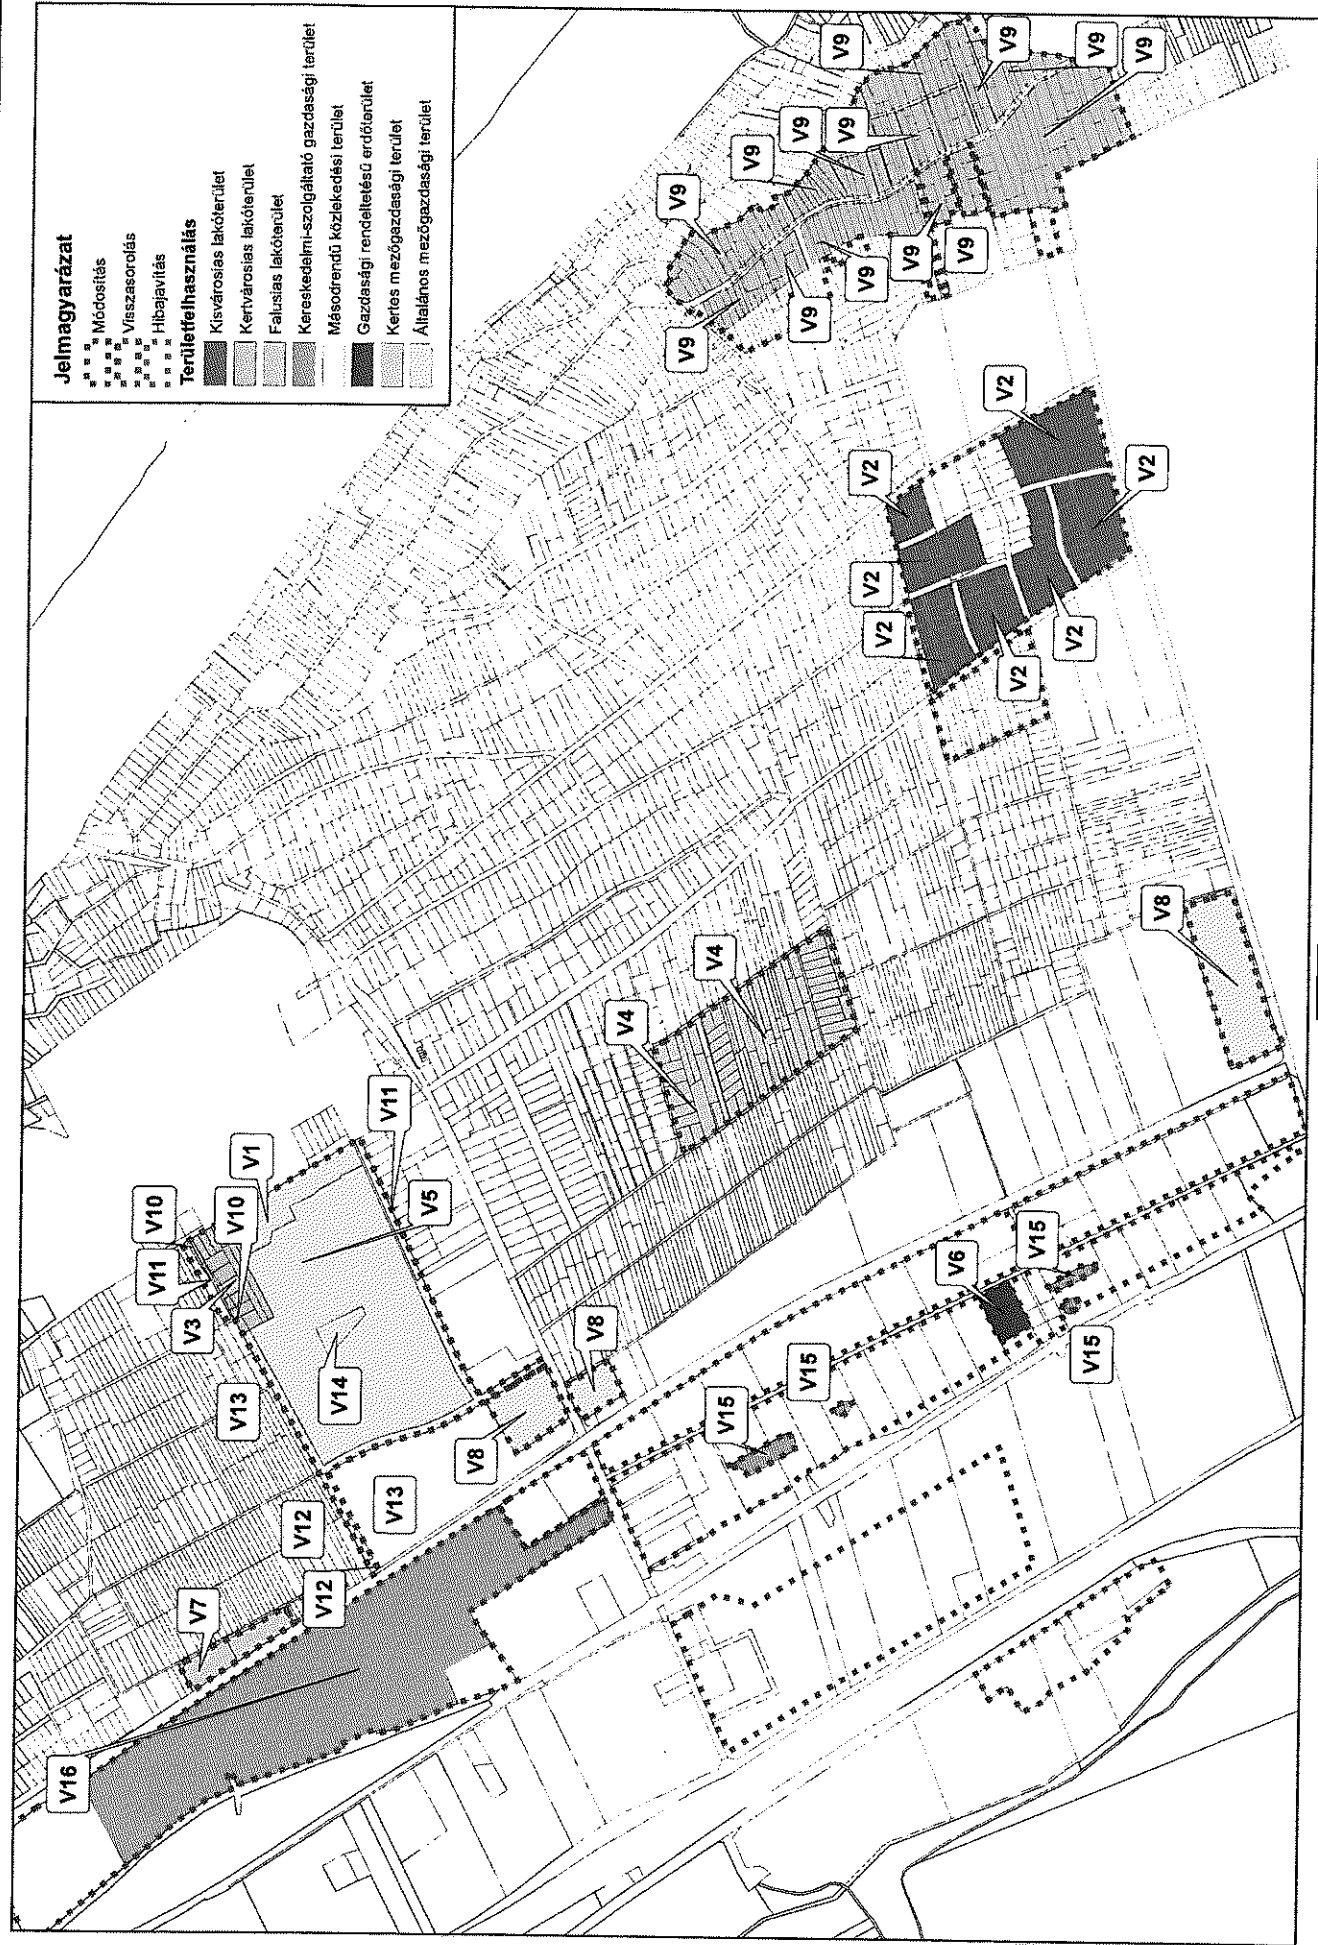 Jelmagyarázat
Módosítás
Visszasorolás
Hibajavítás
Területfelhasználás
Kisvárosias lakóterület
Kertvárosias lakóterület
Falusias lakóterület
Kereskedelmi-szolgáltató gazdasági terület
Másodrendű közlekedési terület
Gazdasági rendeltetésű erdőterület
Kertes mezőgazdasági terület
Általános mezőgazdasági terület
V16
V7
V12
V12
V13
V13
V11
V10
V3
V10
V1
V14
V5
V11
V8
V8
V15
V15
V6
V15
V15
V4
V4
V8
V2
V2
V2
V2
V2
V2
V2
V9
V9
V9
V9
V9
V9
V9
V9
V9
V9
V9
V9
V9